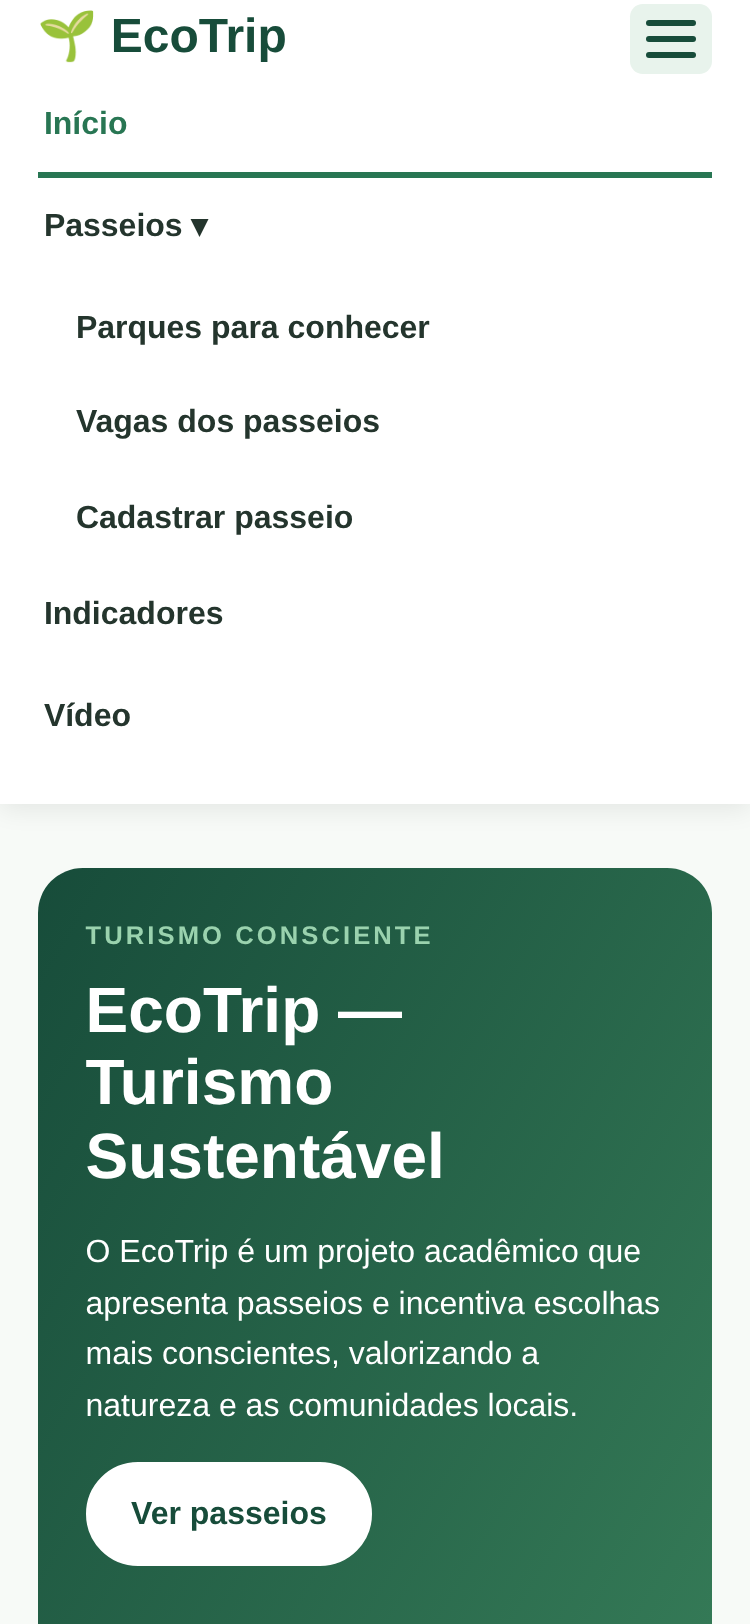 EcoTrip
Início
Passeios ▾
Parques para conhecer
Vagas dos passeios
Cadastrar passeio
Indicadores
Vídeo
TURISMO CONSCIENTE
EcoTrip —
Turismo
Sustentável
O EcoTrip é um projeto acadêmico que
apresenta passeios e incentiva escolhas
mais conscientes, valorizando a
natureza e as comunidades locais.
Ver passeios